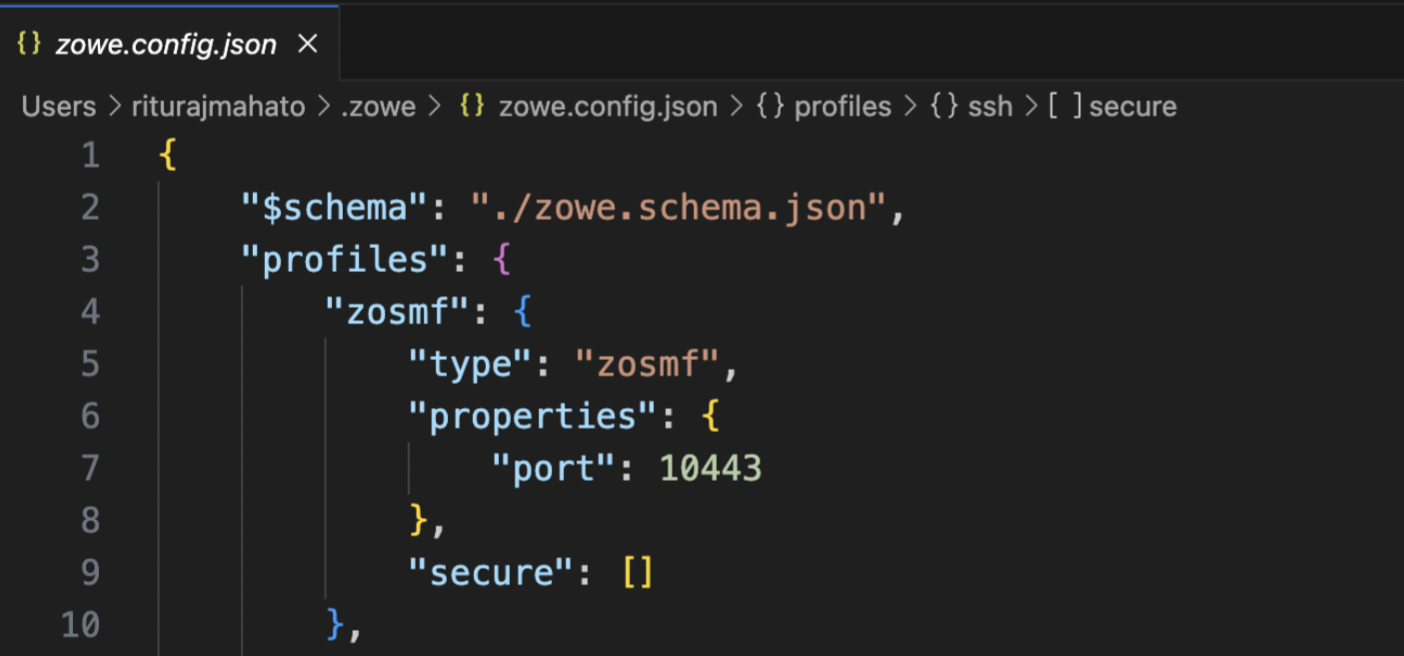 {} zowe.config.json ×
Users > riturajmahato > .zowe > {} zowe.config.json > {} profiles > {} ssh > [ ] secure
1 {
2 "$schema": "./zowe.schema.json",
3 "profiles": {
4 "zosmf": {
5 "type": "zosmf",
6 "properties": {
7 "port": 10443
8 },
9 "secure": []
10 },